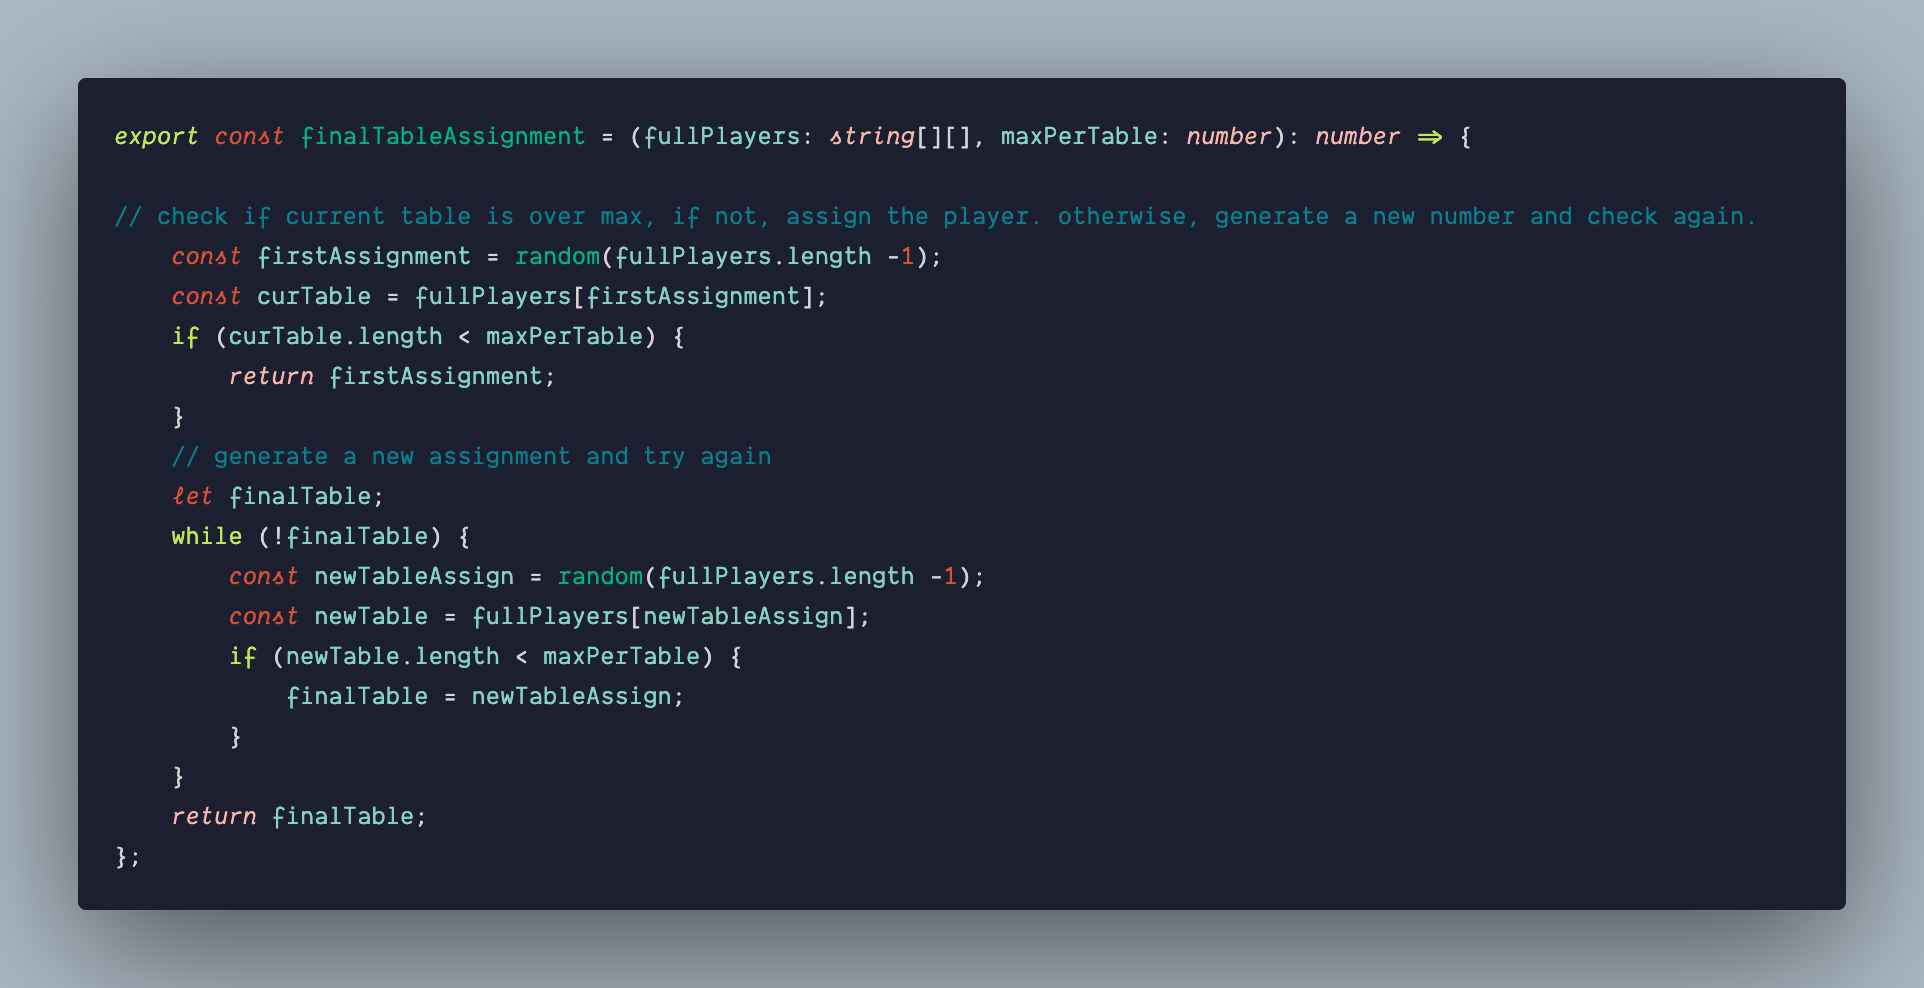 export const finalTableAssignment = (fullPlayers: string[][], maxPerTable: number): number => {
// check if current table is over max, if not, assign the player. otherwise, generate a new number and check again.
const firstAssignment = random(fullPlayers.length -1);
const curTable = fullPlayers[firstAssignment];
if (curTable.length < maxPerTable) {
return firstAssignment;
}
// generate a new assignment and try again
let finalTable;
while (!finalTable) {
const newTableAssign = random(fullPlayers.length -1);
const newTable = fullPlayers[newTableAssign];
if (newTable.length < maxPerTable) {
finalTable = newTableAssign;
}
}
return finalTable;
};